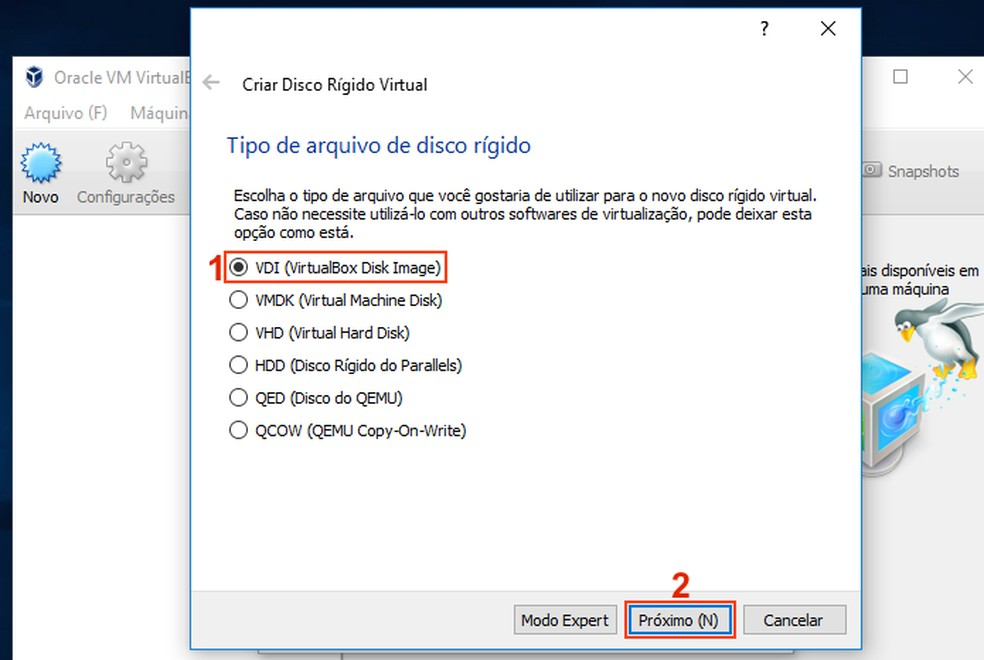 ?
Oracle VM Virtual
Criar Disco Rígido Virtual
Arquivo (F) Máquin
Tipo de arquivo de disco rígido
Novo
Configurações
Snapshots
Escolha o tipo de arquivo que você gostaria de utilizar para o novo disco rígido virtual.
Caso não necessite utilizá-lo com outros softwares de virtualização, pode deixar esta
opção como está.
1
VDI (VirtualBox Disk Image)
VMDK (Virtual Machine Disk)
VHD (Virtual Hard Disk)
HDD (Disco Rígido do Parallels)
QED (Disco do QEMU)
QCOW (QEMU Copy-On-Write)
ais disponíveis em
uma máquina
2
Modo Expert
Próximo (N)
Cancelar